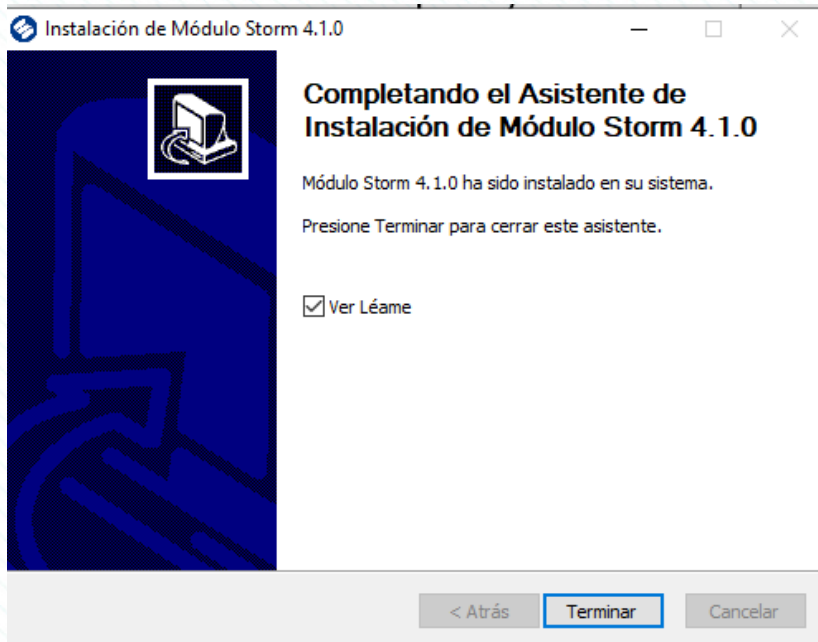 Instalación de Módulo Storm 4.1.0
Completando el Asistente de
Instalación de Módulo Storm 4.1.0
Módulo Storm 4.1.0 ha sido instalado en su sistema.
Presione Terminar para cerrar este asistente.
Ver Léame
< Atrás
Terminar
Cancelar